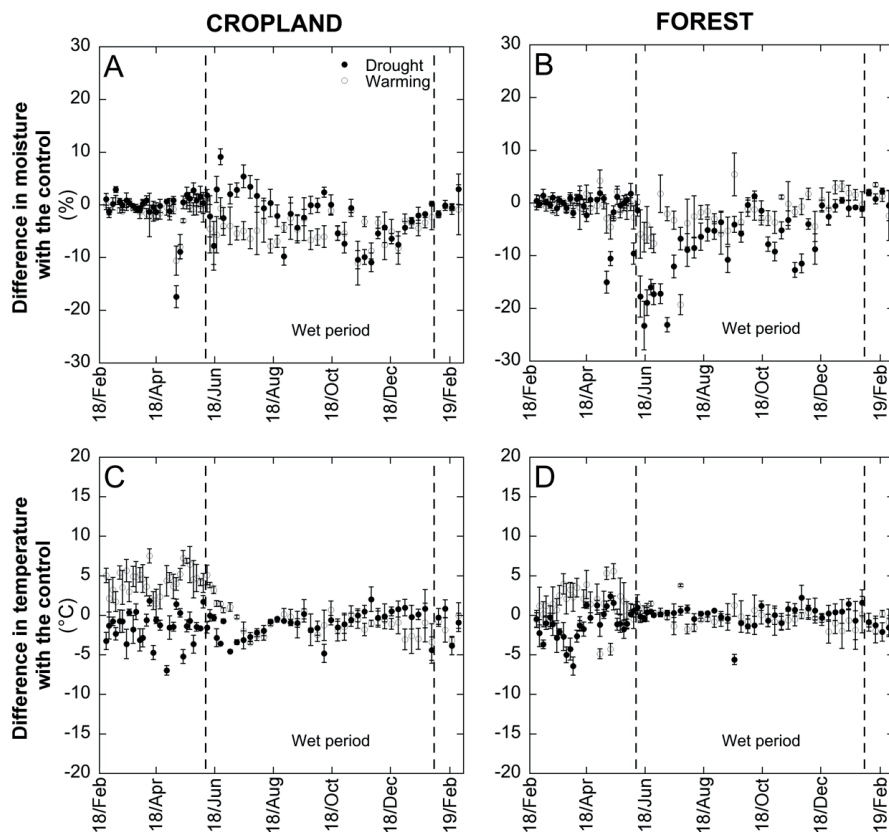 CROPLAND
FOREST
Difference in moisture
with the control
(%)
30
20
10
0
-10
-20
-30
A
Drought
Warming
Wet period
18/Feb
18/Apr
18/Jun
18/Aug
18/Oct
18/Dec
19/Feb
30
20
10
0
-10
-20
-30
B
Wet period
18/Feb
18/Apr
18/Jun
18/Aug
18/Oct
18/Dec
19/Feb
Difference in temperature
with the control
(°C)
20
15
10
5
0
-5
-10
-15
-20
C
Wet period
18/Feb
18/Apr
18/Jun
18/Aug
18/Oct
18/Dec
19/Feb
20
15
10
5
0
-5
-10
-15
-20
D
Wet period
18/Feb
18/Apr
18/Jun
18/Aug
18/Oct
18/Dec
19/Feb